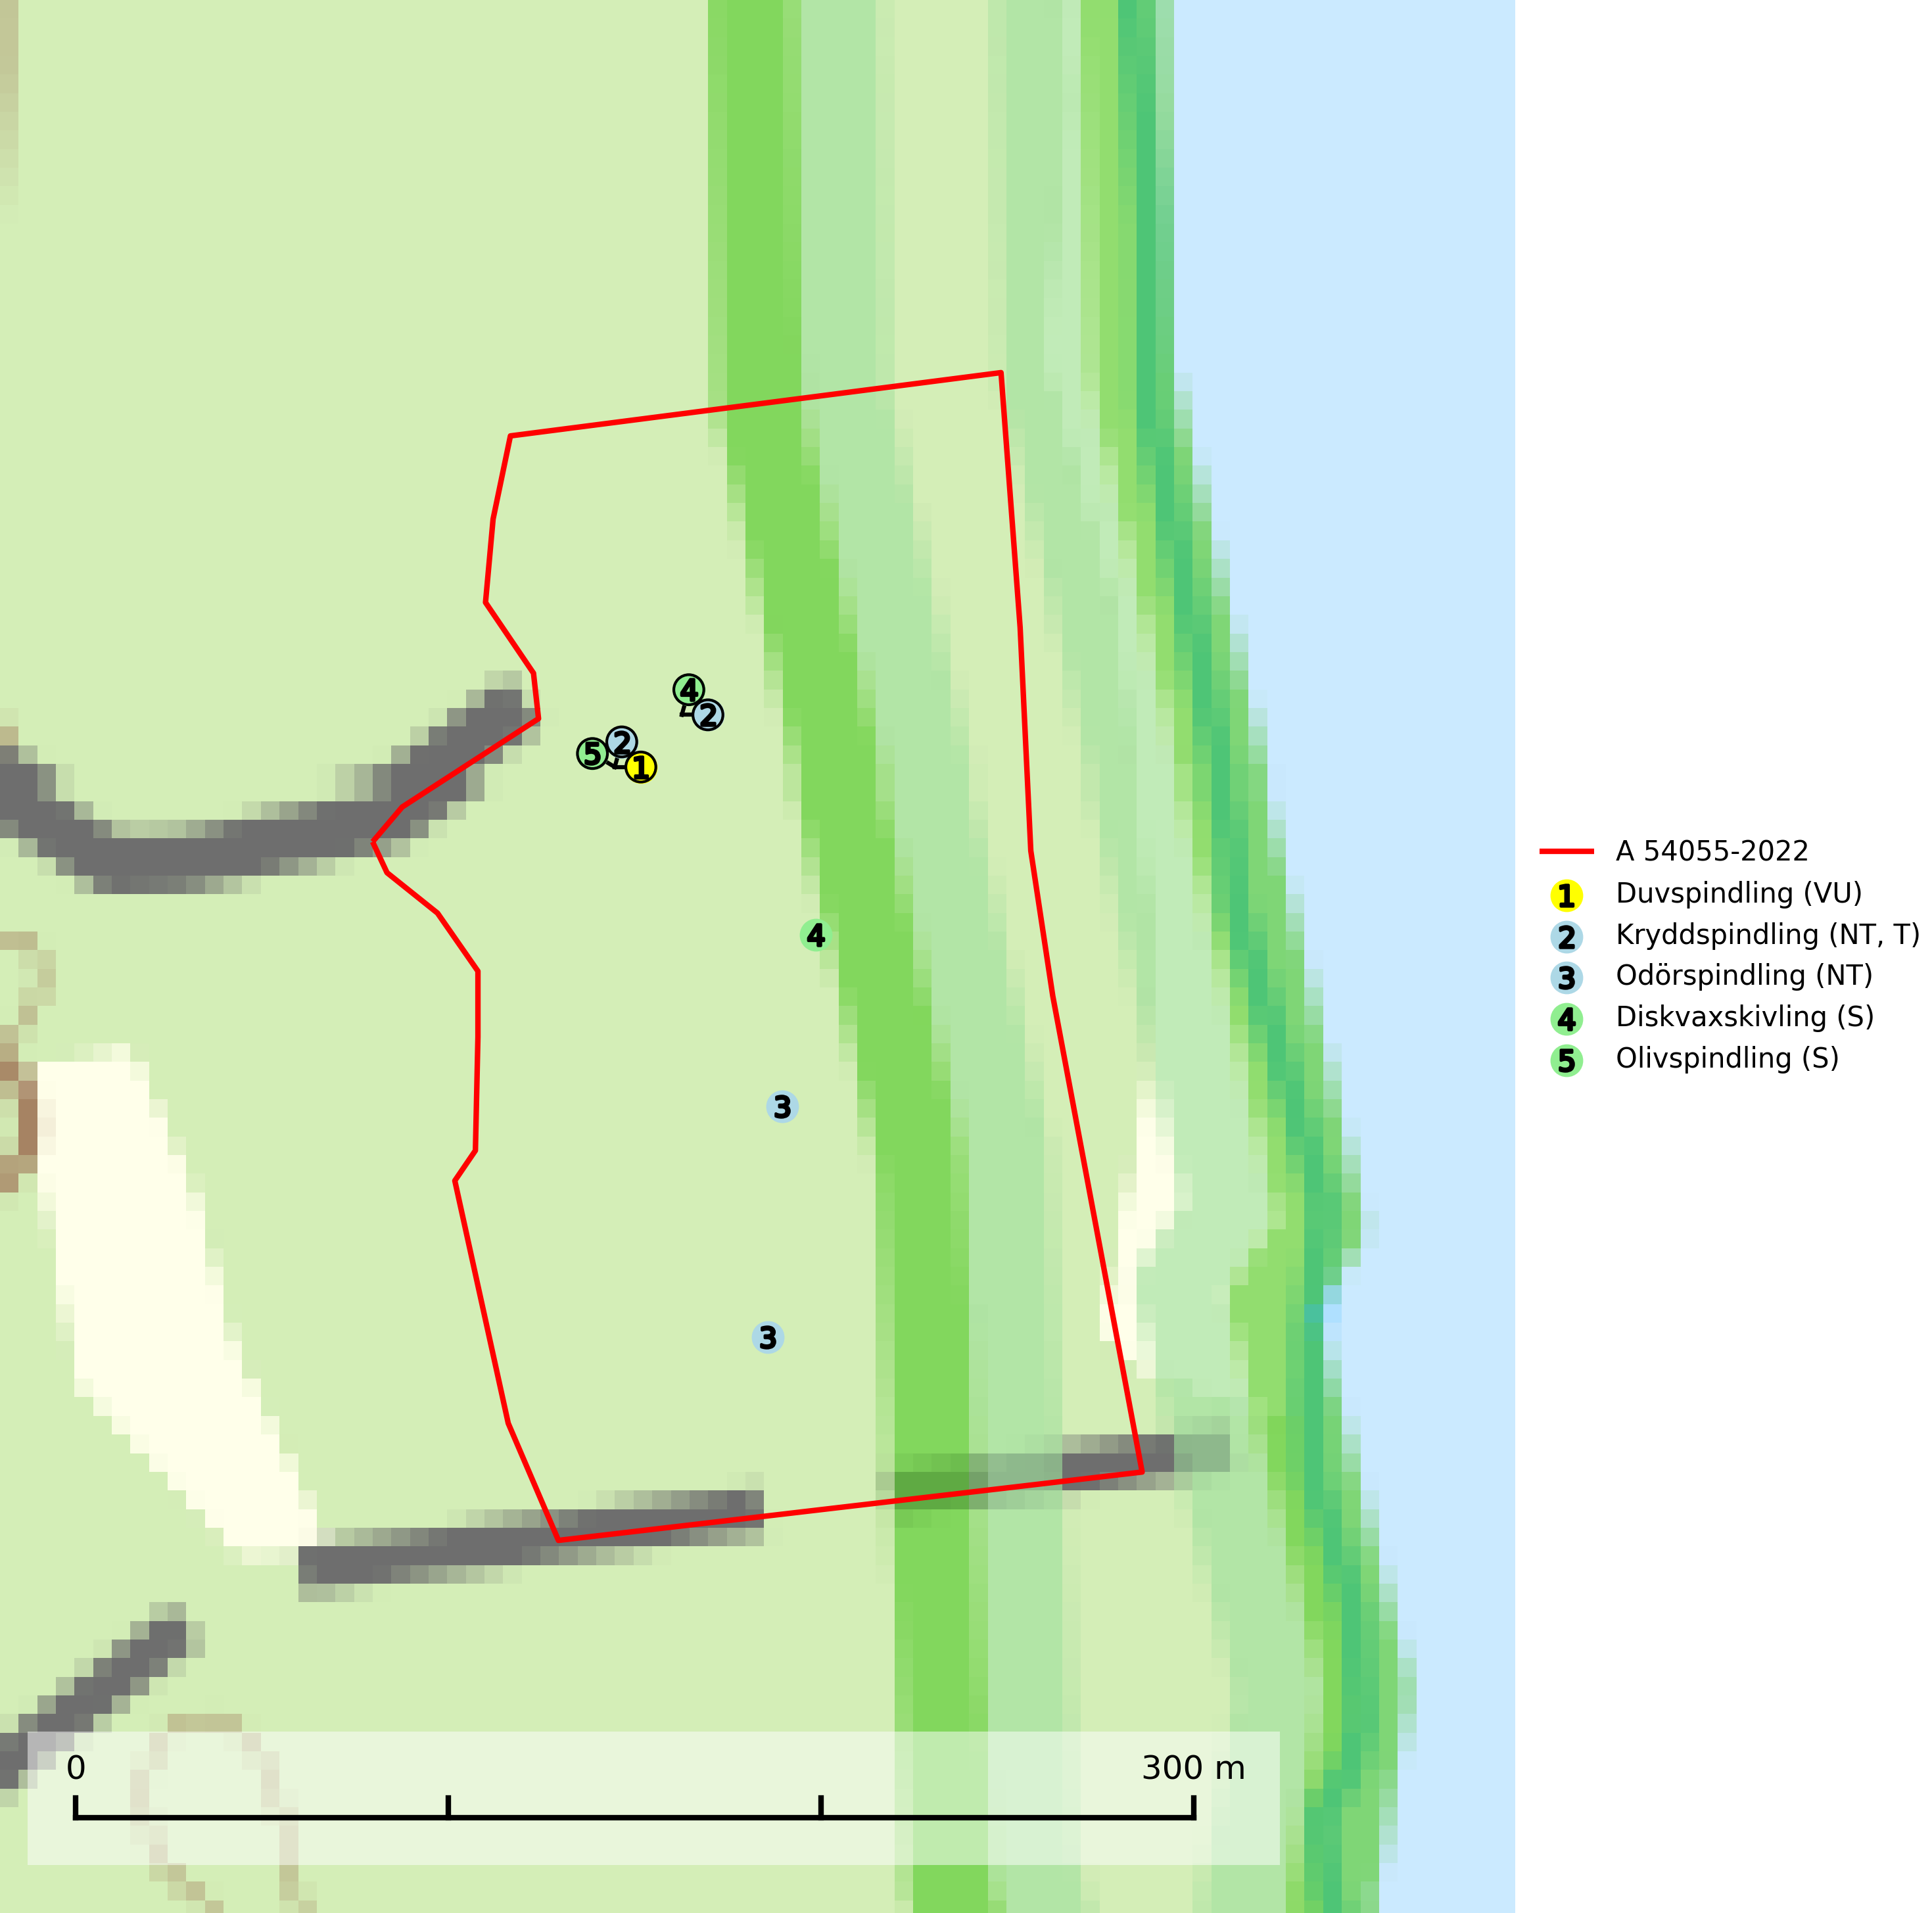 4
2
2
5
1
4
3
3
A 54055-2022
1 Duvspindling (VU)
2 Kryddspindling (NT, T)
3 Odörspindling (NT)
4 Diskvaxskivling (S)
5 Olivspindling (S)
0 300 m